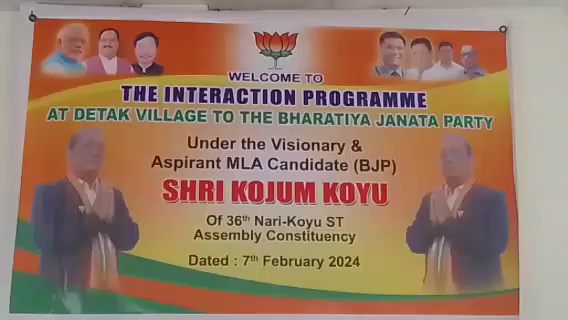 WELCOME TO
THE INTERACTION PROGRAMME
AT DETAK VILLAGE TO THE BHARATIYA JANATA PARTY
Under the Visionary &
Aspirant MLA Candidate (BJP)
SHRI KOJUM KOYU
Of 36th Nari-Koyu ST
Assembly Constituency
Dated : 7th February 2024